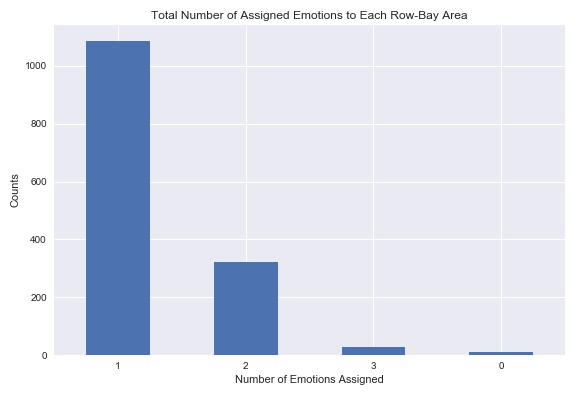 Total Number of Assigned Emotions to Each Row-Bay Area
1000
800
600
400
200
0
Counts
1 2 3 0
Number of Emotions Assigned